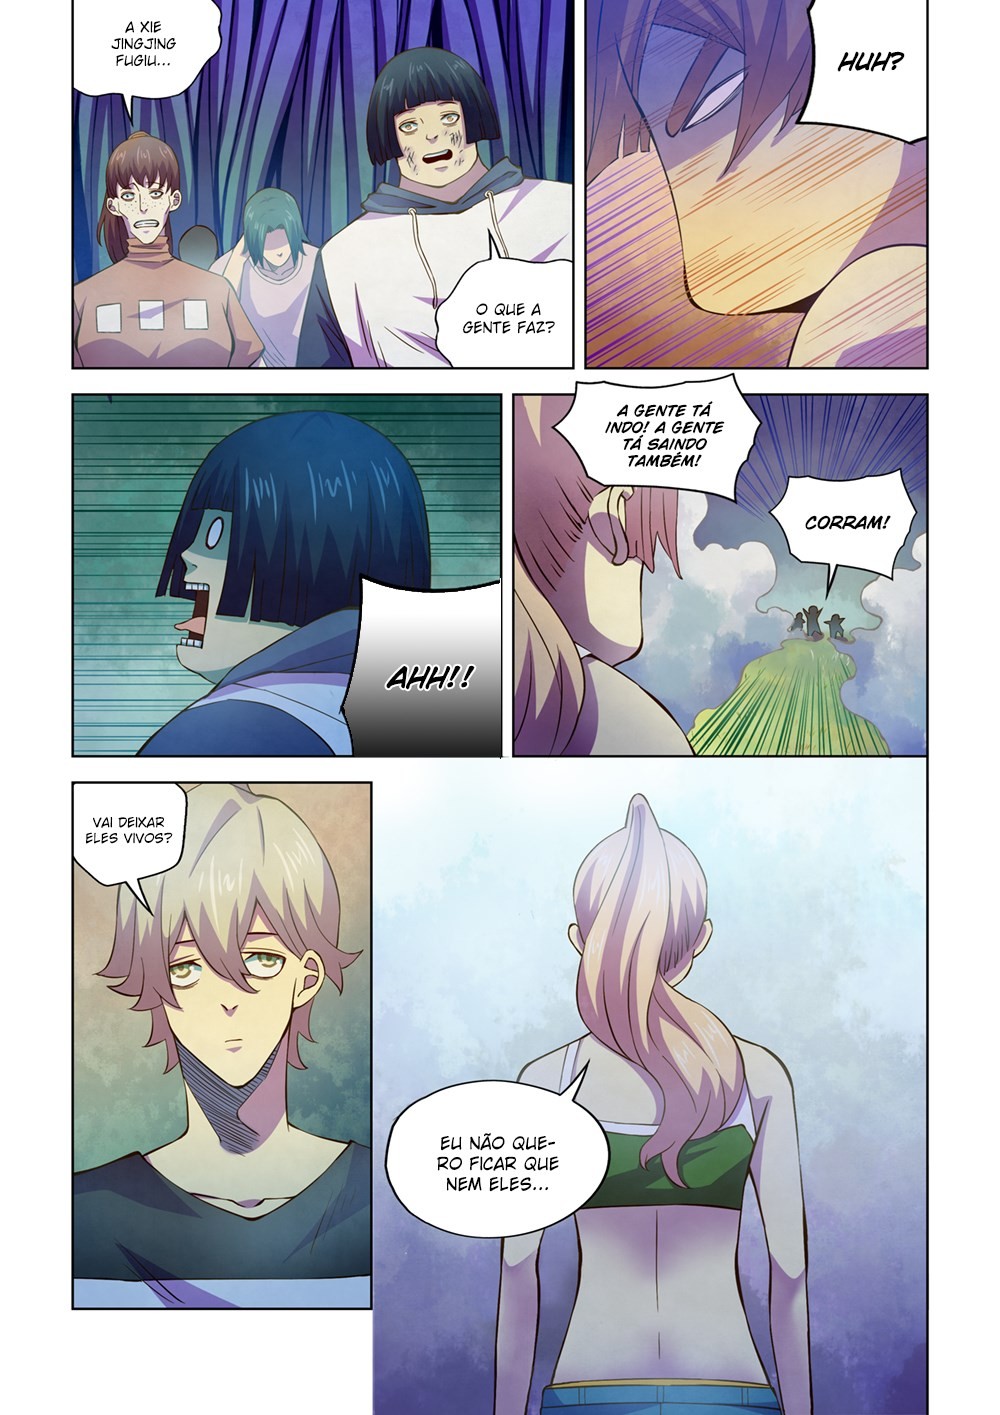 A XIE
JINGJING
FUGIU...
O QUE A
GENTE FAZ?
HUH?
AHH!!
A GENTE TÁ
INDO! A GENTE
TÁ SAINDO
TAMBÉM!
CORRAM!
VAI DEIXAR
ELES VIVOS?
EU NÃO QUE-
RO FICAR QUE
NEM ELES...